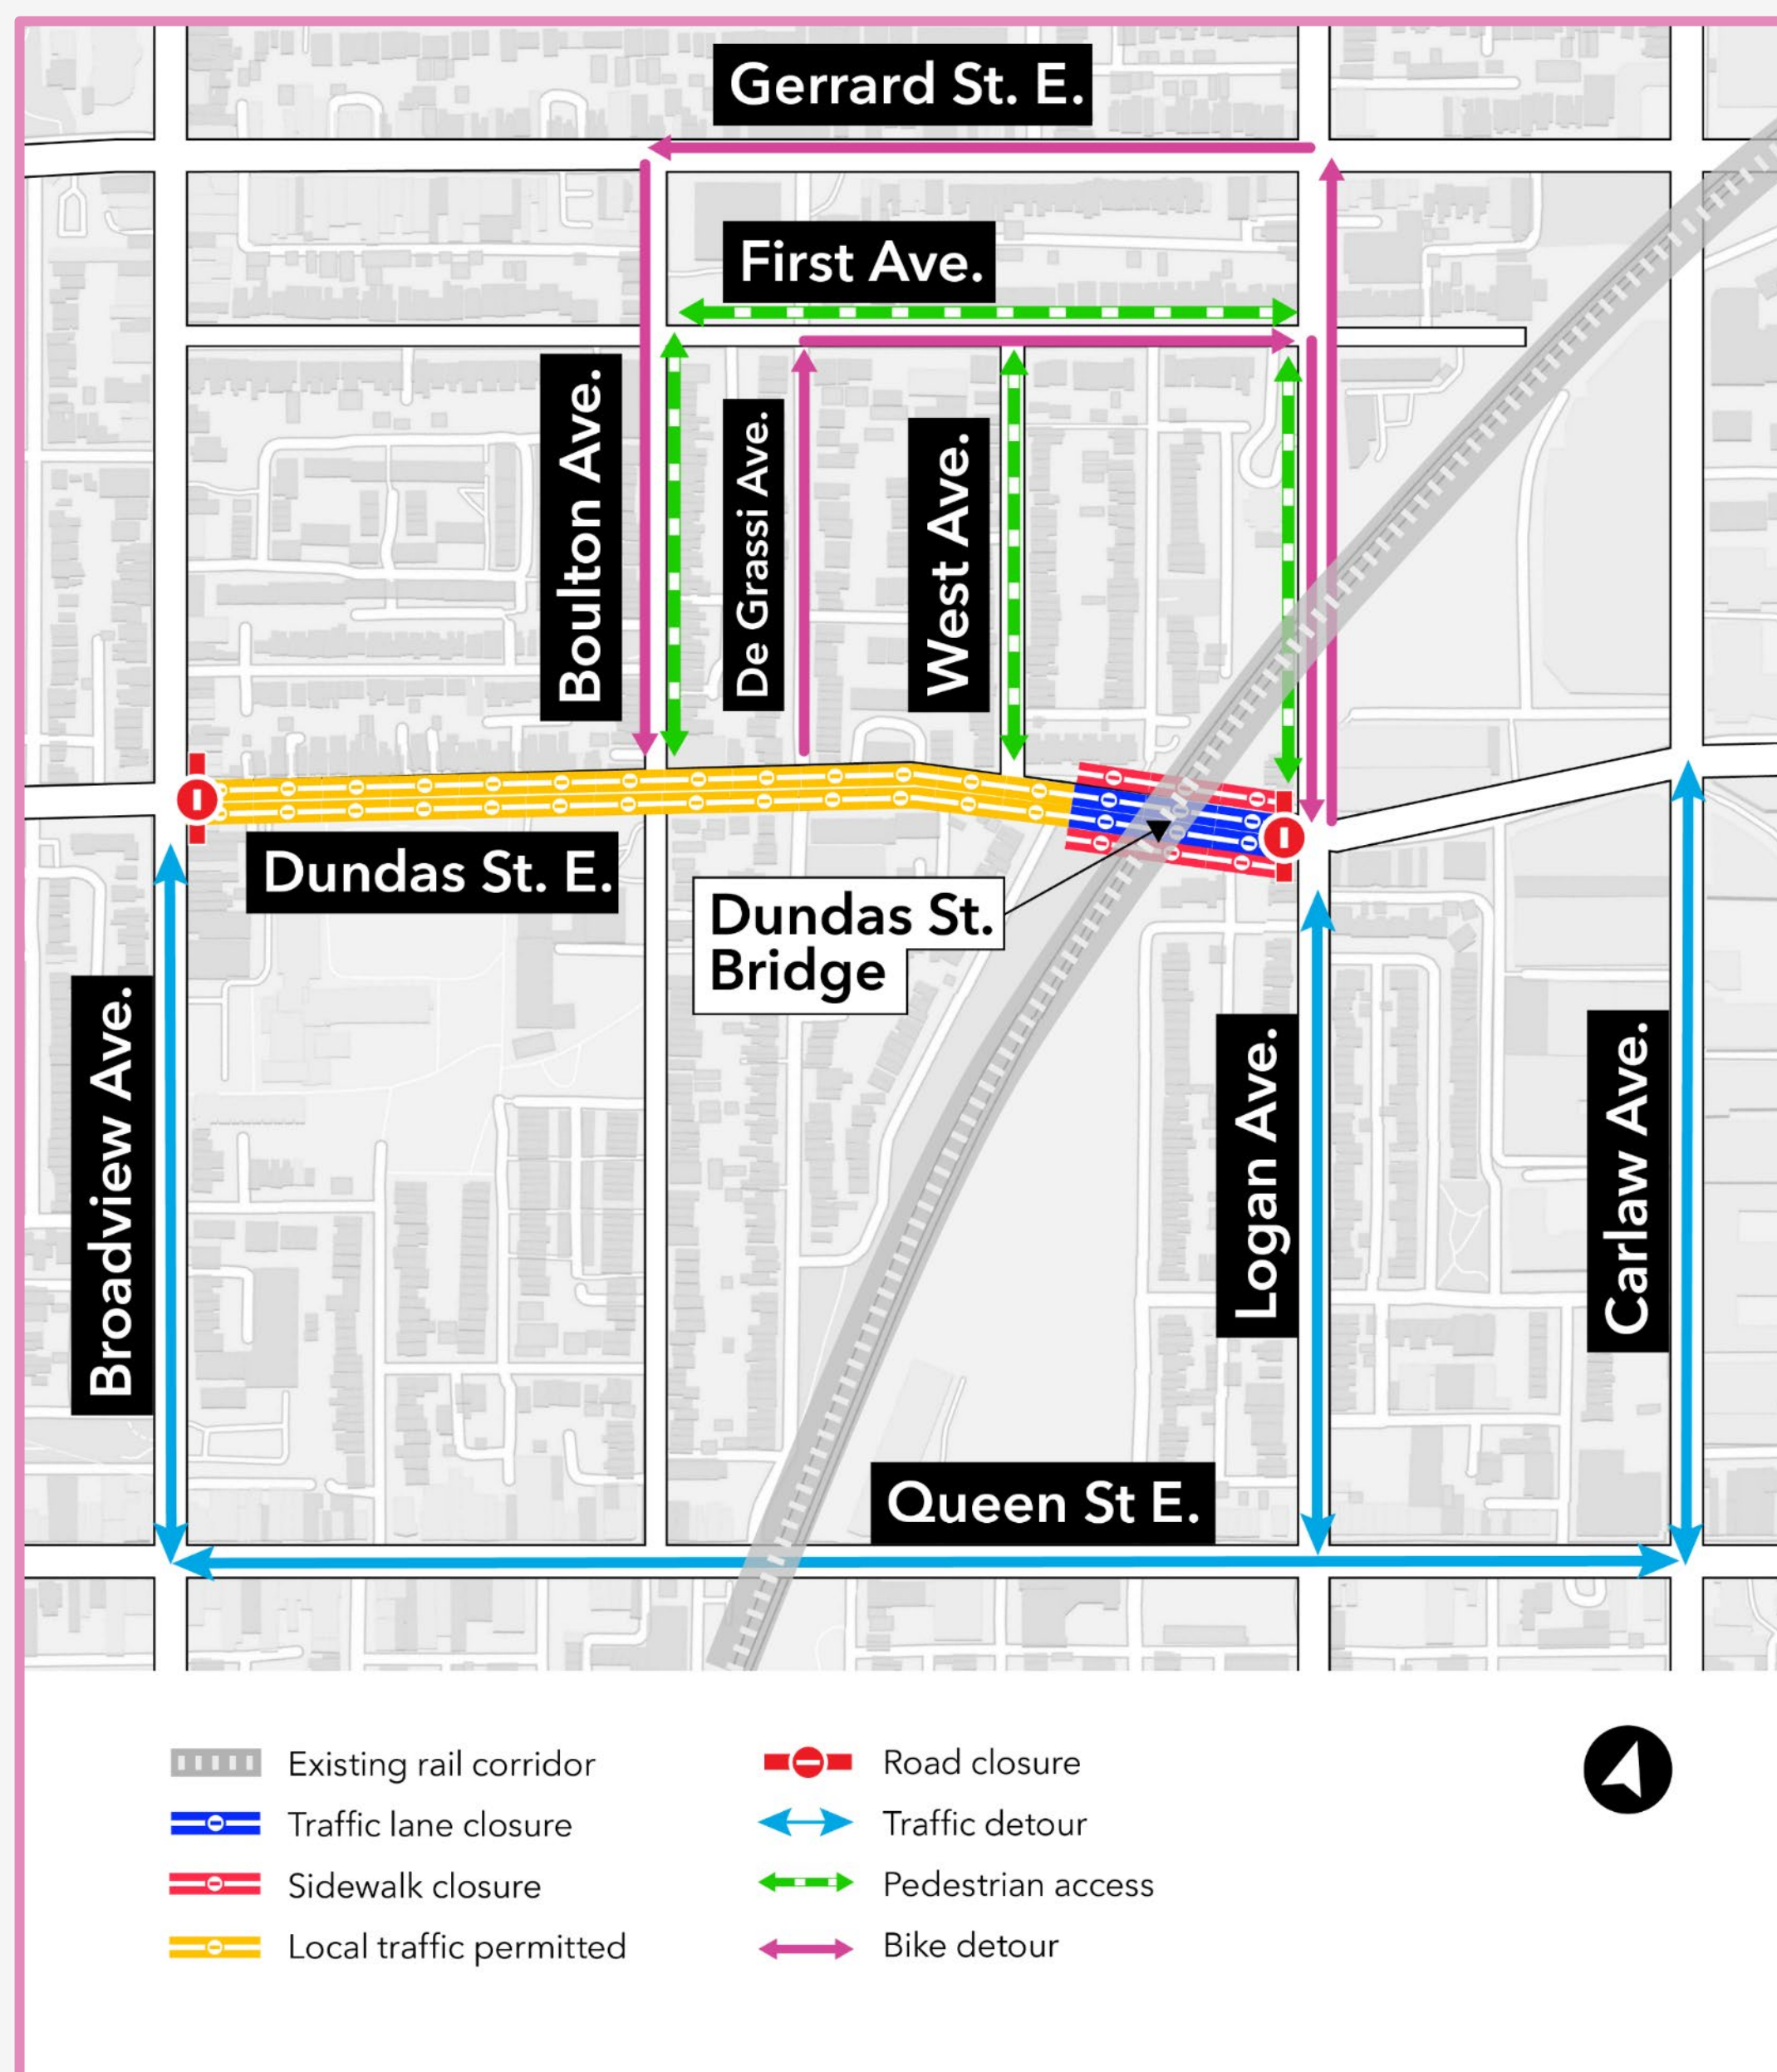 Gerrard St. E.
First Ave.
Boulton Ave.
De Grassi Ave.
West Ave.
Dundas St. E.
Dundas St.
Bridge
Broadview Ave.
Logan Ave.
Carlaw Ave.
Queen St E.
Existing rail corridor
Traffic lane closure
Sidewalk closure
Local traffic permitted
Road closure
Traffic detour
Pedestrian access
Bike detour